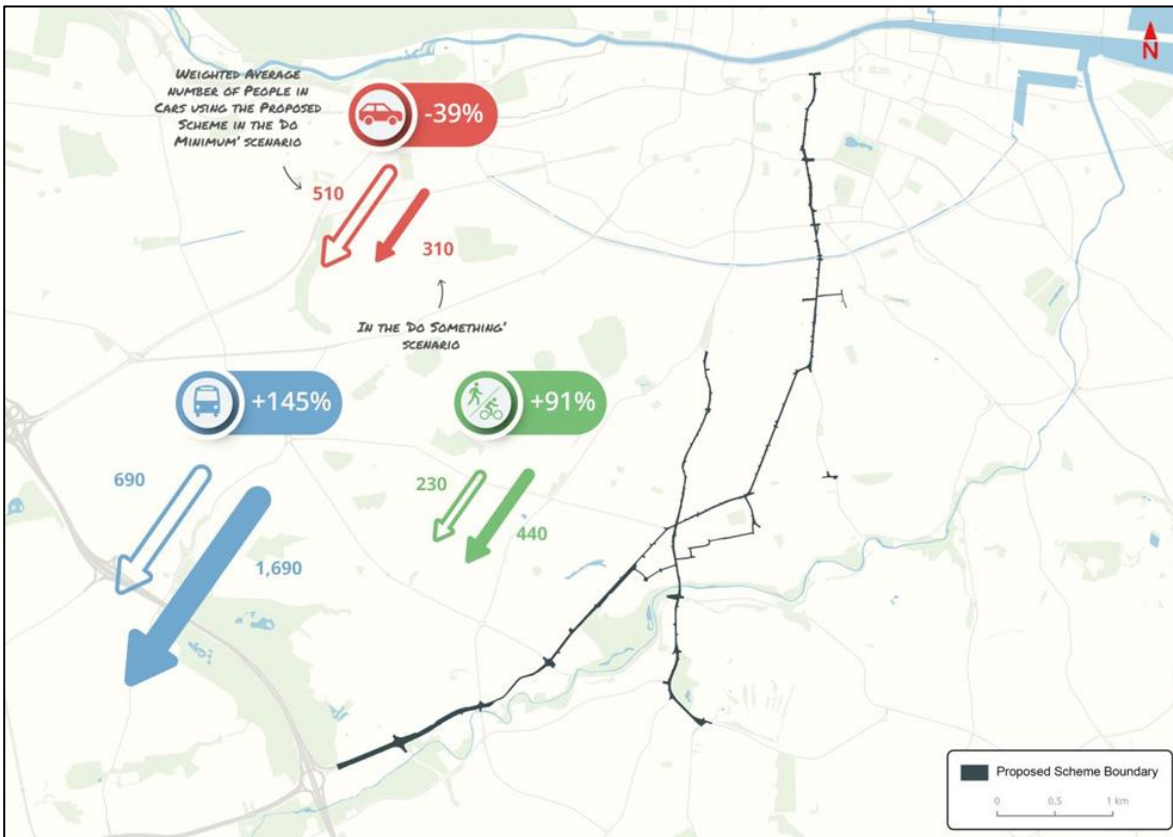 N
WEIGHTED AVERAGE
NUMBER OF PEOPLE IN
CARS USING THE PROPOSED
SCHEME IN THE 'DO
MINIMUM' SCENARIO
-39%
510
310
IN THE 'DO SOMETHING'
SCENARIO
+145%
690
1,690
+91%
230
440
Proposed Scheme Boundary
0 0,5 1 km